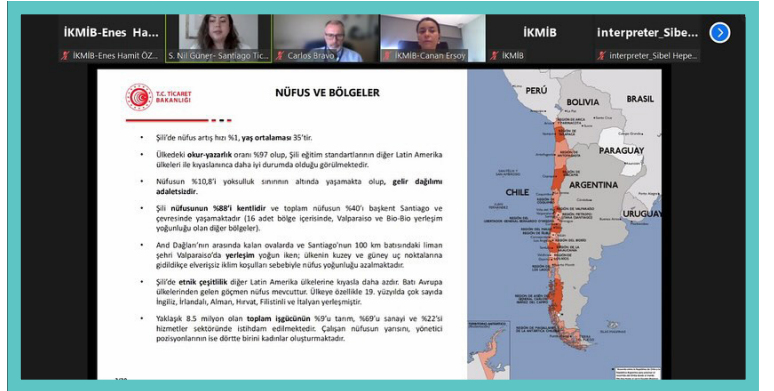 İKMİB-Enes Ha...
İKMİB
interpreter_Sibe...
İKMİB-Enes Hamit ÖZ...
S. Nil Güner- Santiago Tic...
Carlos Bravo
İKMİB-Canan Ersoy
İKMİB
interpreter_Sibel Hepe...
T.C. TİCARET
BAKANLIĞI
NÜFUS VE BÖLGELER
• Şili'de nüfus artış hızı %1, yaş ortalaması 35'tir.
• Ülkedeki okur-yazarlık oranı %97 olup, Şili eğitim standartlarının diğer Latin Amerika
ülkeleri ile kıyaslanınca daha iyi durumda olduğu görülmektedir.
• Nüfusun %10,8'i yoksulluk sınırının altında yaşamakta olup, gelir dağılımı
adaletsizdir.
• Şili nüfusunun %88'i kentlidir ve toplam nüfusun %40'ı başkent Santiago ve
çevresinde yaşamaktadır (16 adet bölge içerisinde, Valparaiso ve Bio-Bio yerleşim
yoğunluğu olan diğer bölgeler).
• And Dağları'nın arasında kalan ovalarda ve Santiago'nun 100 km batısındaki liman
şehri Valparaiso'da yerleşim yoğun iken; ülkenin kuzey ve güney uç noktalarına
gidildikçe elverişsiz iklim koşulları sebebiyle nüfus yoğunluğu azalmaktadır.
• Şili'de etnik çeşitlilik diğer Latin Amerika ülkelerine kıyasla daha azdır. Batı Avrupa
ülkelerinden gelen göçmen nüfus mevcuttur. Ülkeye özellikle 19. yüzyılda çok sayıda
İngiliz, İrlandalı, Alman, Hırvat, Filistinli ve İtalyan yerleşmiştir.
• Yaklaşık 8.5 milyon olan toplam işgücünün %9'u tarım, %69'u sanayi ve %22'si
hizmetler sektöründe istihdam edilmektedir. Çalışan nüfusun yarısını, yönetici
pozisyonlarının ise dörtte birini kadınlar oluşturmaktadır.
PERÚ
BOLIVIA
BRASIL
PARAGUAY
CHILE
ARGENTINA
URUGUAY